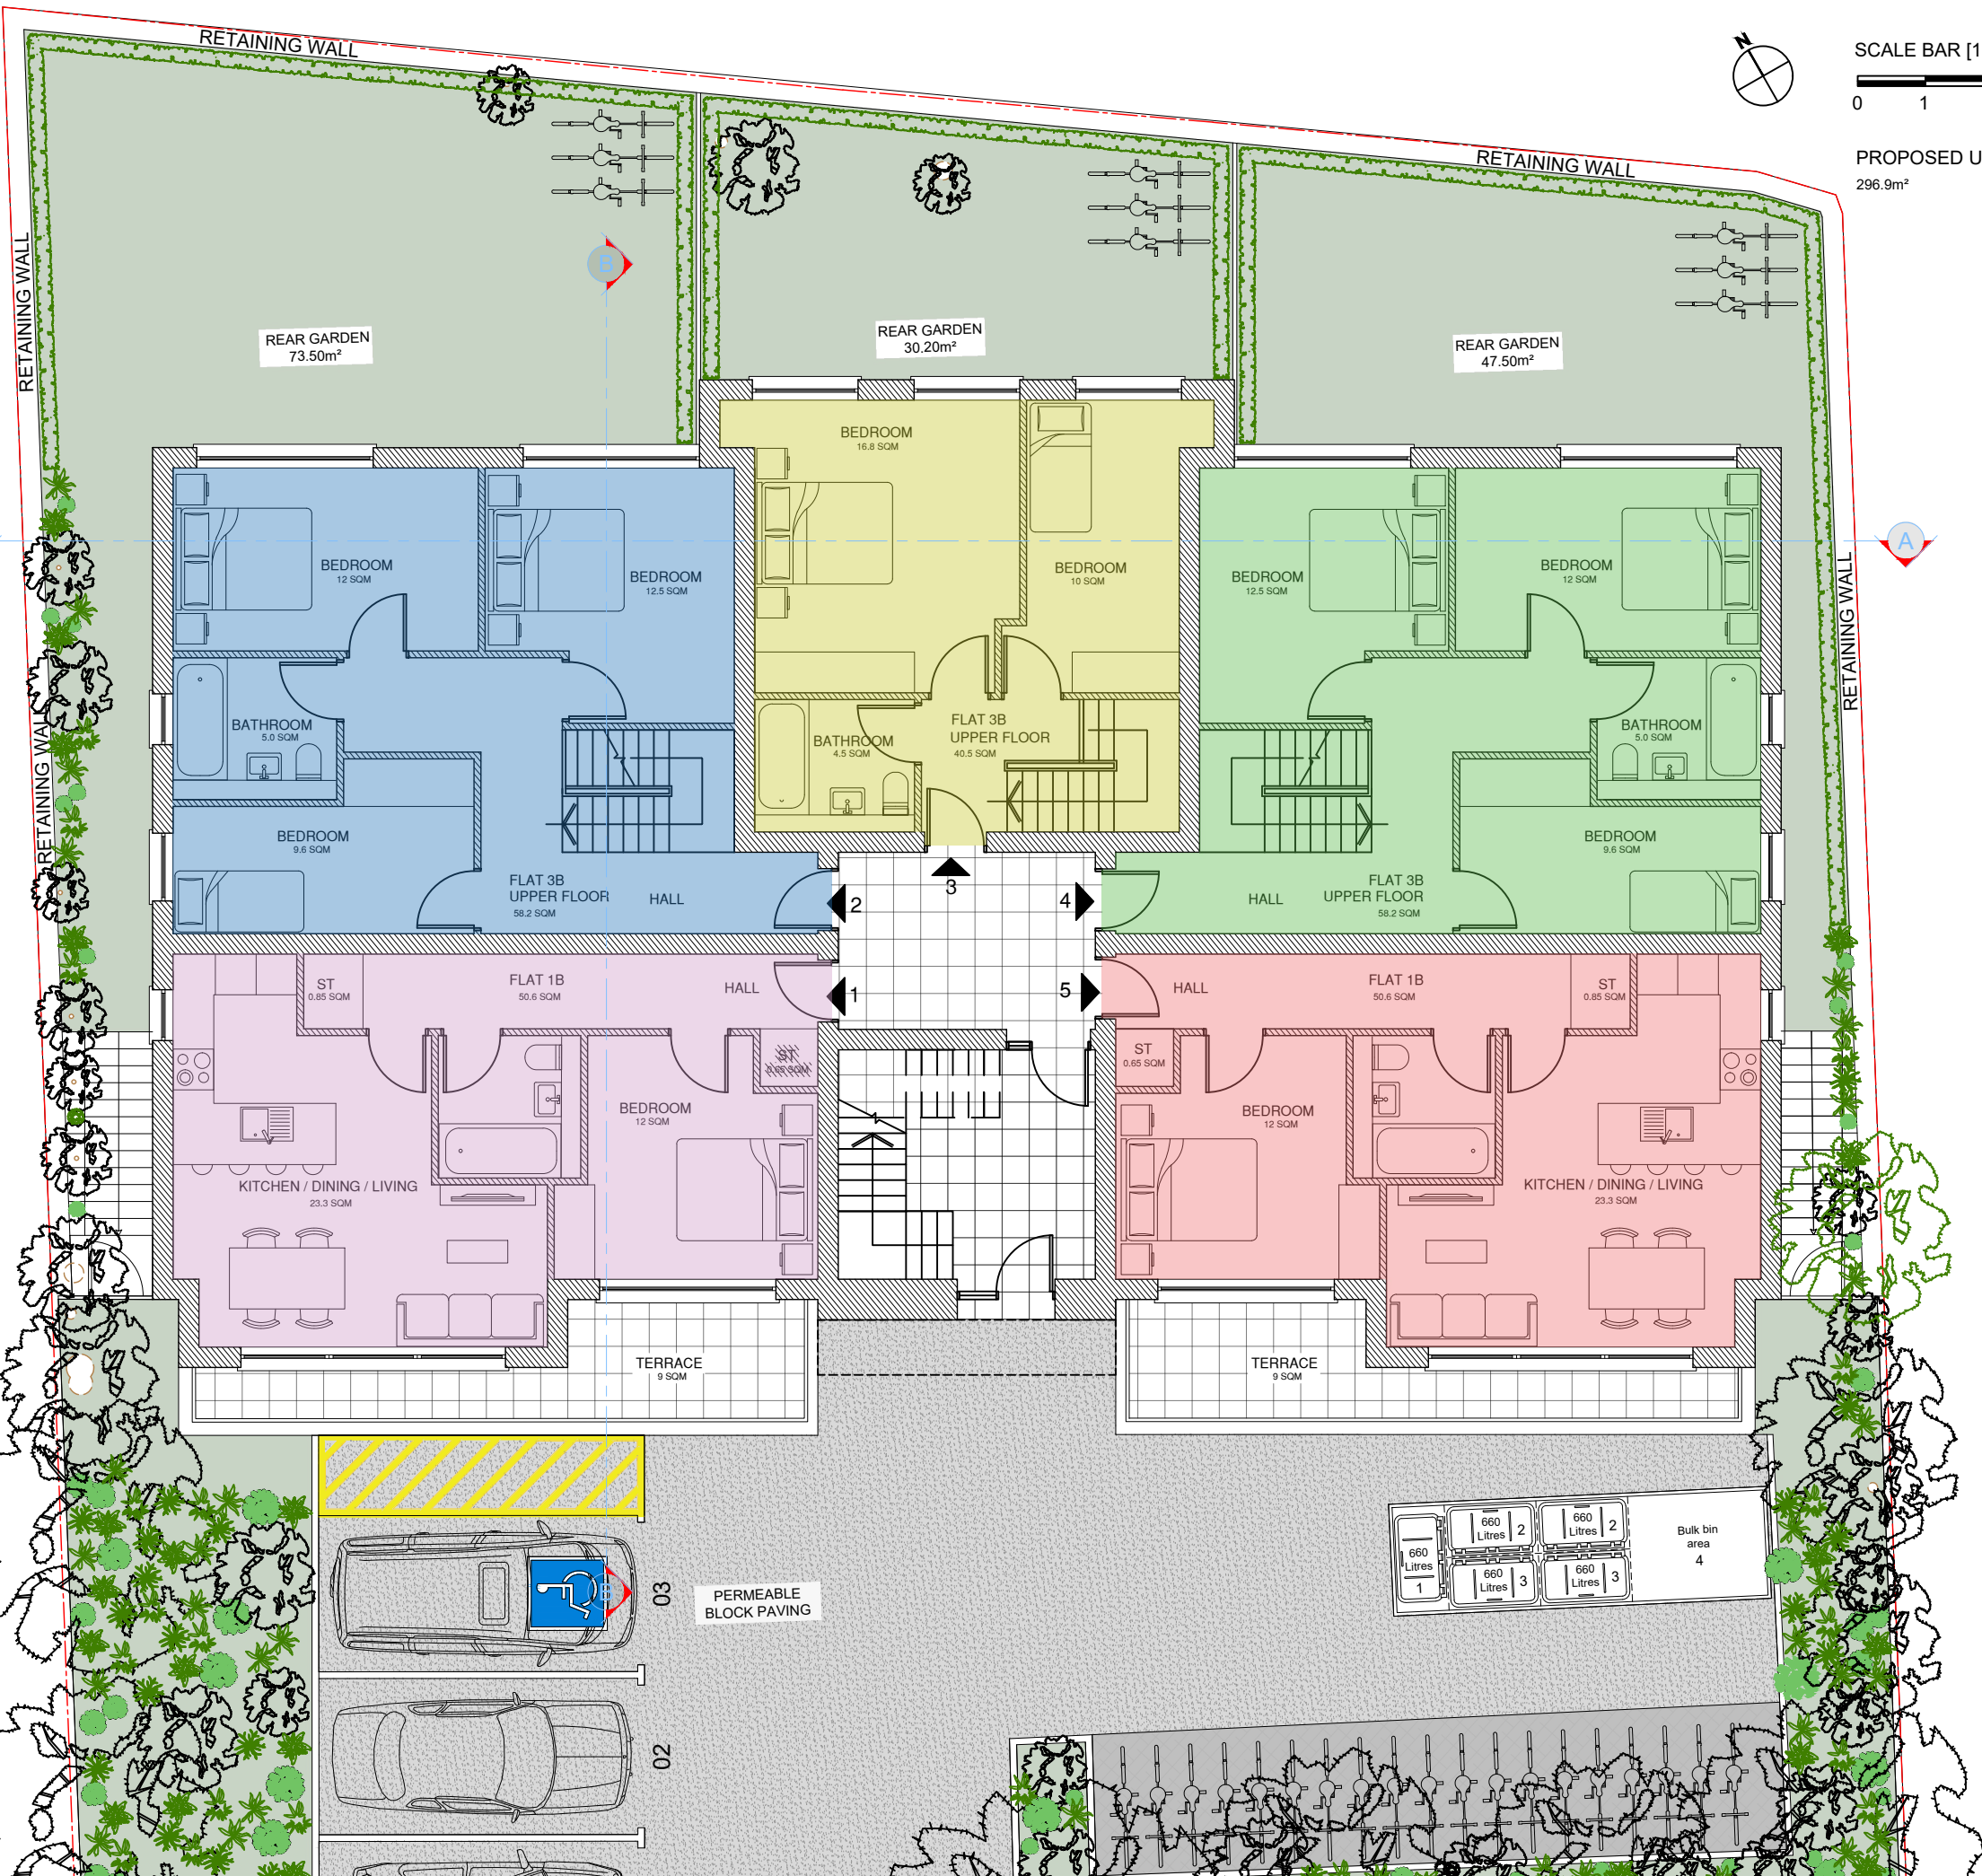 RETAINING WALL
N
SCALE BAR [1
0 1
RETAINING WALL
PROPOSED U
296.9m²
RETAINING WALL
B
REAR GARDEN
73.50m²
REAR GARDEN
30.20m²
REAR GARDEN
47.50m²
BEDROOM
16.8 SQM
BEDROOM
12 SQM
BEDROOM
12.5 SQM
BEDROOM
10 SQM
BEDROOM
12.5 SQM
BEDROOM
12 SQM
A
RETAINING WALL
RETAINING WALL
BATHROOM
5.0 SQM
BATHROOM
4.5 SQM
FLAT 3B
UPPER FLOOR
40.5 SQM
BATHROOM
5.0 SQM
BEDROOM
9.6 SQM
BEDROOM
9.6 SQM
FLAT 3B
UPPER FLOOR
58.2 SQM
HALL
2
3
4
HALL
FLAT 3B
UPPER FLOOR
58.2 SQM
ST
0.85 SQM
FLAT 1B
50.6 SQM
HALL
1
5
HALL
FLAT 1B
50.6 SQM
ST
0.85 SQM
ST
0.65 SQM
ST
0.65 SQM
BEDROOM
12 SQM
BEDROOM
12 SQM
KITCHEN / DINING / LIVING
23.3 SQM
KITCHEN / DINING / LIVING
23.3 SQM
TERRACE
9 SQM
TERRACE
9 SQM
660
Litres
1
660
Litres 2
660
Litres 2
660
Litres 3
660
Litres 3
Bulk bin
area
4
B
03
PERMEABLE
BLOCK PAVING
02